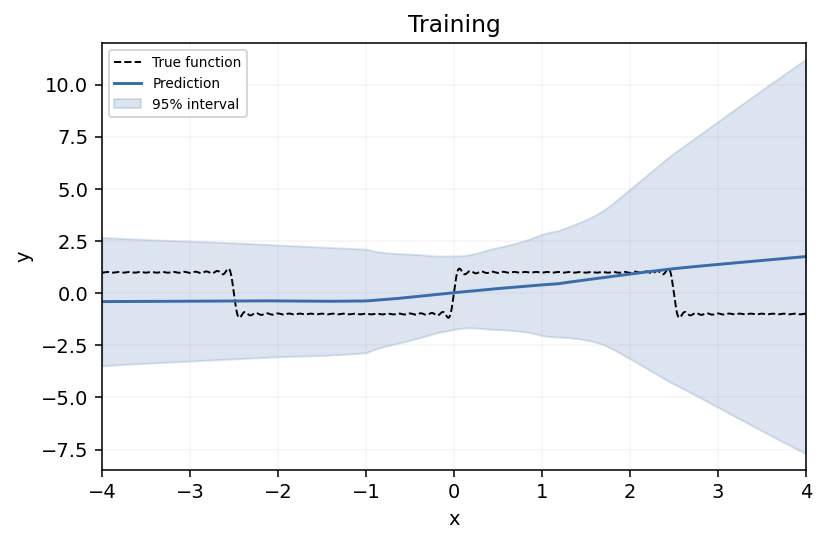 Training
True function
Prediction
95% interval
10.0
7.5
5.0
2.5
0.0
−2.5
−5.0
−7.5
y
−4 −3 −2 −1 0 1 2 3 4
x